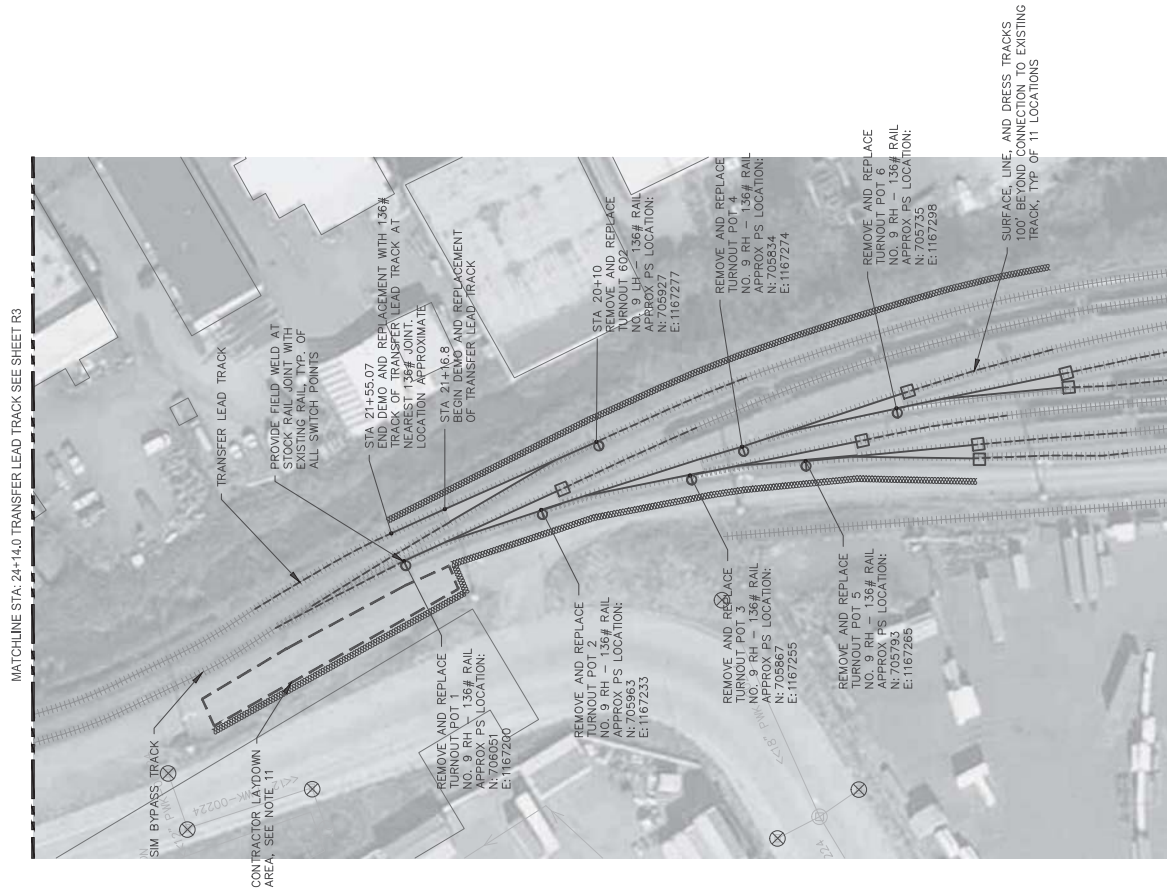 MATCHLINE STA: 24+14.0 TRANSFER LEAD TRACK SEE SHEET R3
TRANSFER LEAD TRACK
PROVIDE FIELD WELD AT
STOCK RAIL JOINT WITH
EXISTING RAIL, TYP. OF
ALL SWITCH POINTS
STA 21+55.07
END DEMO AND REPLACEMENT WITH 136#
TRACK OF TRANSFER LEAD TRACK AT
NEAREST 136# JOINT.
LOCATION APPROXIMATE
STA 21+16.8
BEGIN DEMO AND REPLACEMENT
OF TRANSFER LEAD TRACK
STA 20+10
REMOVE AND REPLACE
TURNOUT 602
NO. 9 LH - 136# RAIL
APPROX PS LOCATION:
N: 705927
E: 1167277
REMOVE AND REPLACE
TURNOUT POT 4
NO. 9 RH - 136# RAIL
APPROX PS LOCATION:
N: 705834
E: 1167274
REMOVE AND REPLACE
TURNOUT POT 6
NO. 9 RH - 136# RAIL
APPROX PS LOCATION:
N: 705735
E: 1167298
SURFACE, LINE, AND DRESS TRACKS
100' BEYOND CONNECTION TO EXISTING
TRACK, TYP OF 11 LOCATIONS
SIM BYPASS TRACK
CONTRACTOR LAYDOWN
AREA, SEE NOTE 11
REMOVE AND REPLACE
TURNOUT POT 1
NO. 9 RH - 136# RAIL
APPROX PS LOCATION:
N: 706051
E: 1167200
REMOVE AND REPLACE
TURNOUT POT 2
NO. 9 RH - 136# RAIL
APPROX PS LOCATION:
N: 705963
E: 1167233
REMOVE AND REPLACE
TURNOUT POT 3
NO. 9 RH - 136# RAIL
APPROX PS LOCATION:
N: 705867
E: 1167255
REMOVE AND REPLACE
TURNOUT POT 5
NO. 9 RH - 136# RAIL
APPROX PS LOCATION:
N: 705793
E: 1167265
WK-00224
<18" PWK
224